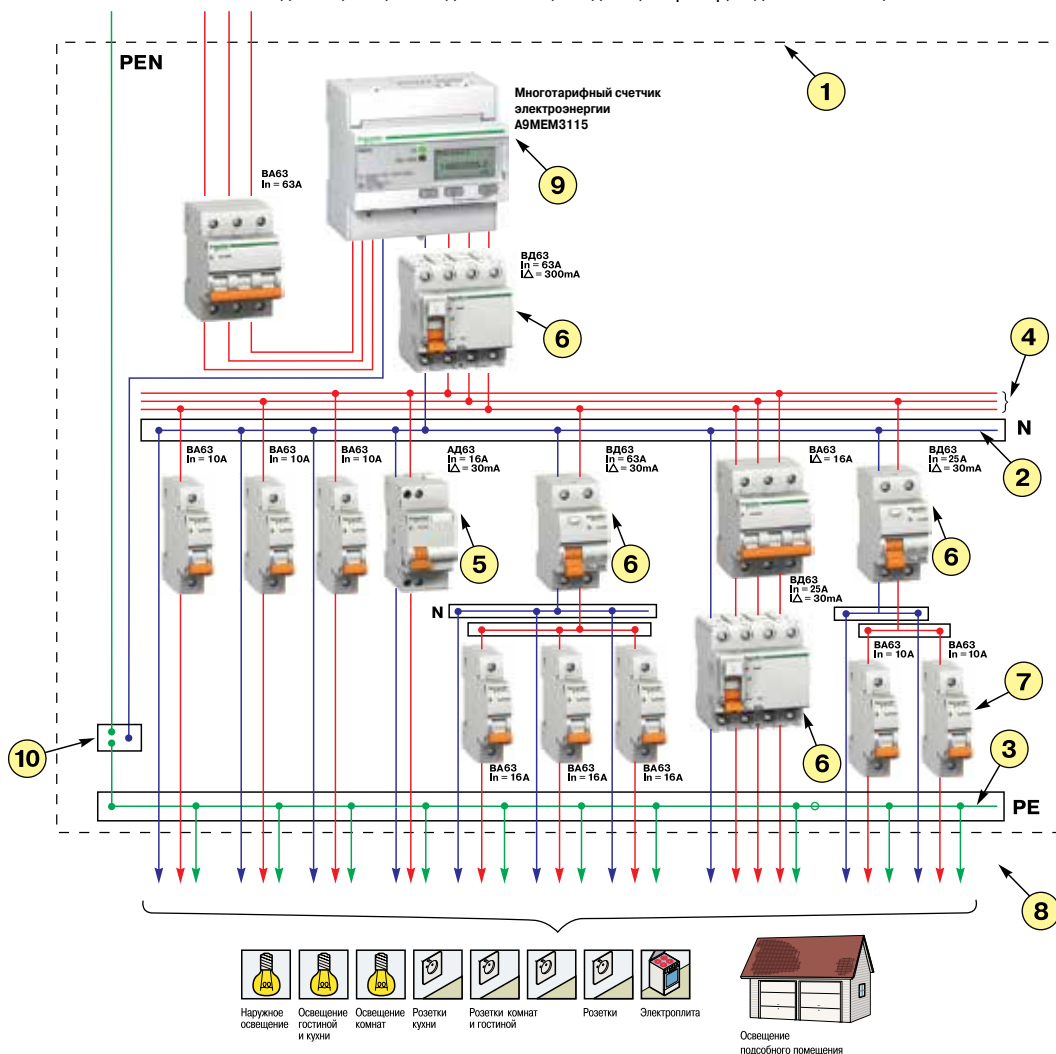 PEN
1
Многотарифный счетчик
электроэнергии
A9MEM3115
9
ВА63
In = 63A
ВД63
In = 63A
I△ = 300mA
6
4
N
2
ВА63
In = 10A
ВА63
In = 10A
ВА63
In = 10A
АД63
In = 16A
I△ = 30mA
ВД63
In = 63A
I△ = 30mA
ВА63
I△ = 16A
ВД63
In = 25A
I△ = 30mA
5
6
6
N
ВД63
In = 25A
I△ = 30mA
ВА63
In = 10A
ВА63
In = 10A
7
6
10
ВА63
In = 16A
ВА63
In = 16A
ВА63
In = 16A
3
PE
8
Наружное
освещение
Освещение
гостиной
и кухни
Освещение
комнат
Розетки
кухни
Розетки комнат
и гостиной
Розетки
Электроплита
Освещение
подсобного помещения